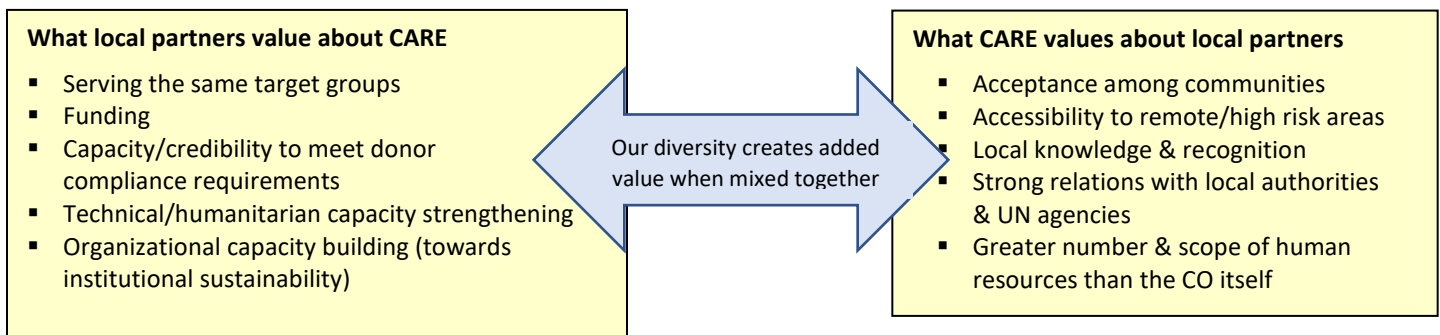 What local partners value about CARE
▪ Serving the same target groups
▪ Funding
▪ Capacity/credibility to meet donor
compliance requirements
▪ Technical/humanitarian capacity strengthening
▪ Organizational capacity building (towards
institutional sustainability)
Our diversity creates added
value when mixed together
What CARE values about local partners
▪ Acceptance among communities
▪ Accessibility to remote/high risk areas
▪ Local knowledge & recognition
▪ Strong relations with local authorities
& UN agencies
▪ Greater number & scope of human
resources than the CO itself